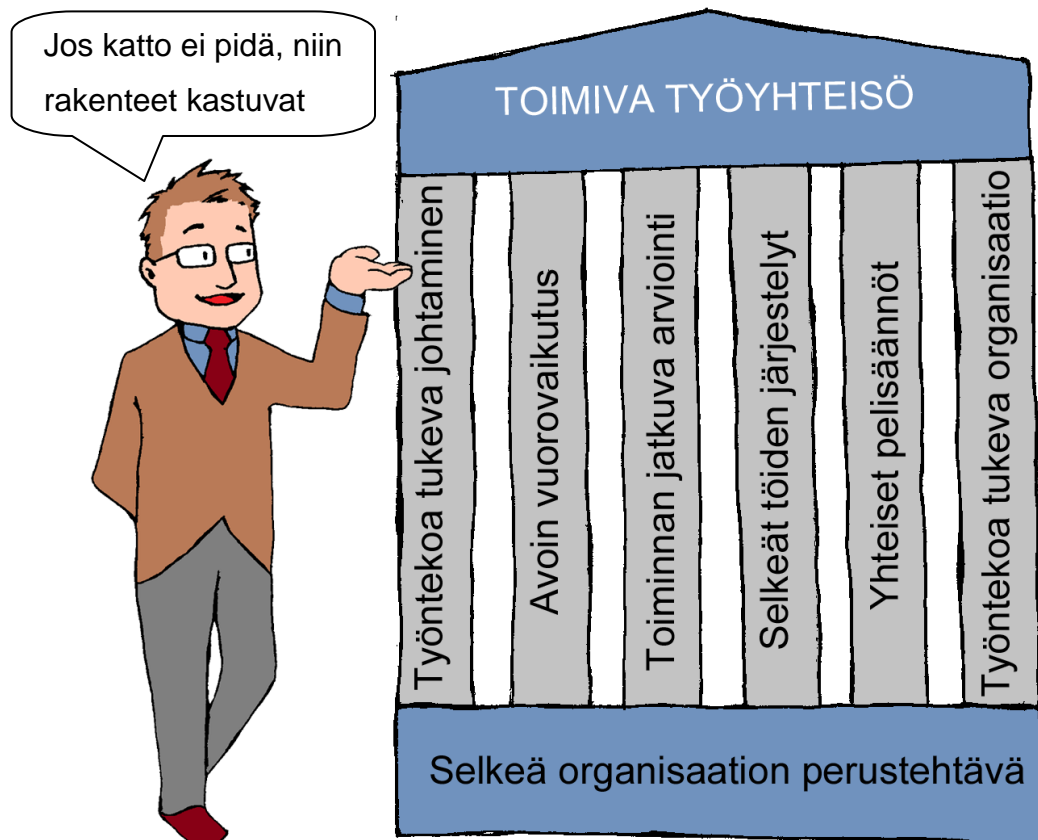 Jos katto ei pidä, niin
rakenteet kastuvat
TOIMIVA TYÖYHTEISÖ
Työntekoa tukeva johtaminen
Avoin vuorovaikutus
Toiminnan jatkuva arviointi
Selkeät töiden järjestelyt
Yhteiset pelisäännöt
Työntekoa tukeva organisaatio
Selkeä organisaation perustehtävä